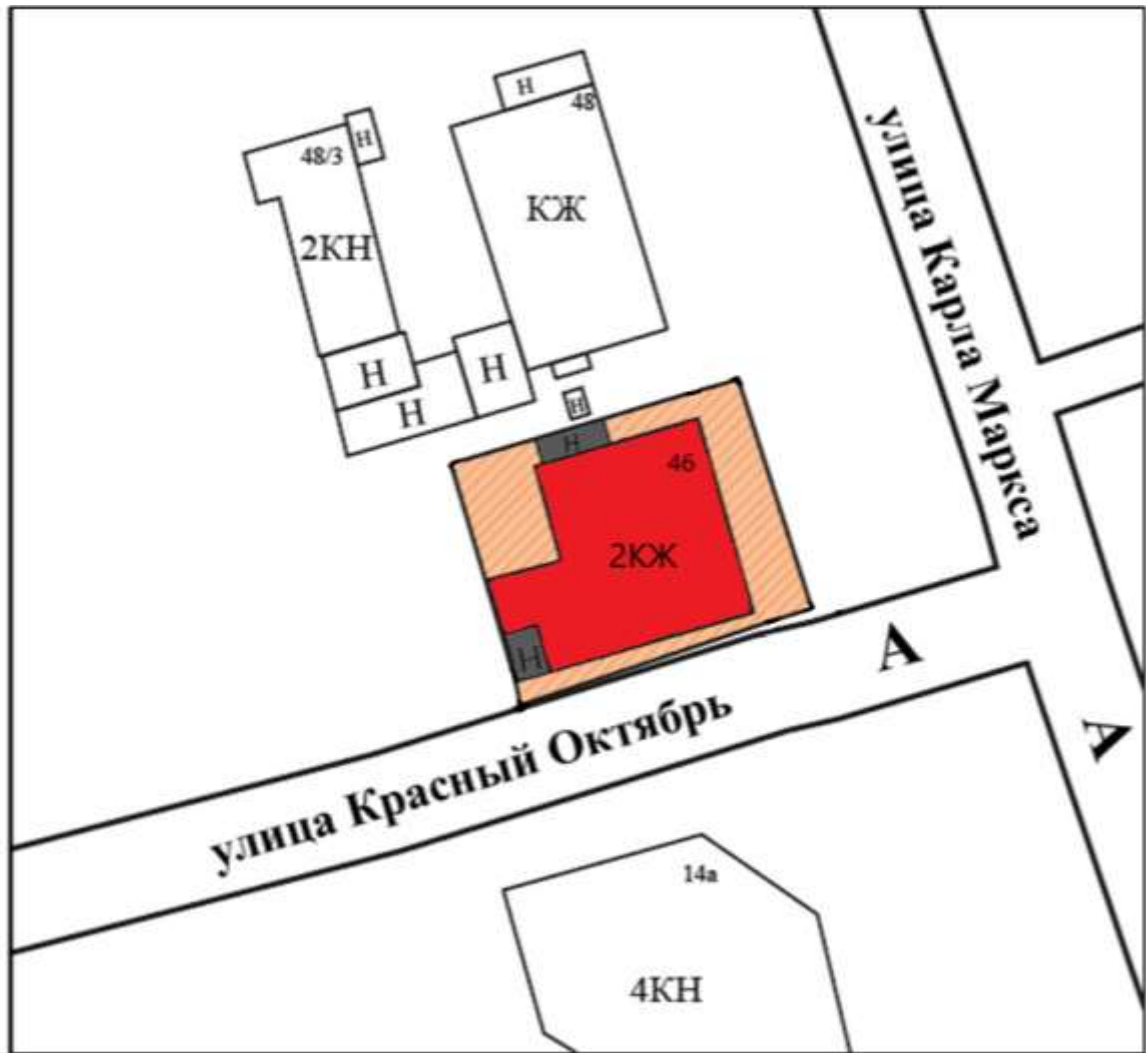 Н
48
48/3
Н
КЖ
2КН
Н
Н
Н
Н
Н
46
2КЖ
Н
улица Карла Маркса
А
А
улица Красный Октябрь
14а
4КН